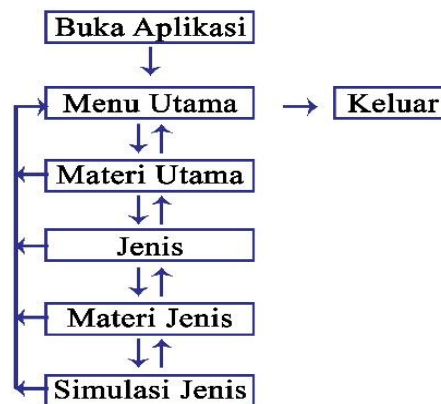 Buka Aplikasi
Menu Utama
Keluar
Materi Utama
Jenis
Materi Jenis
Simulasi Jenis